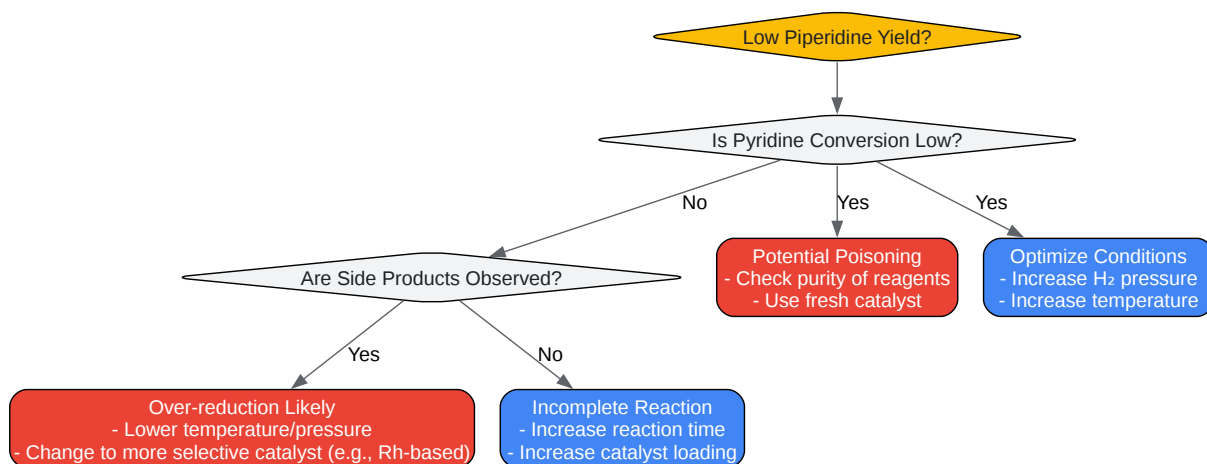 Low Piperidine Yield?
Is Pyridine Conversion Low?
No
Yes
Yes
Are Side Products Observed?
Potential Poisoning
- Check purity of reagents
- Use fresh catalyst
Optimize Conditions
- Increase H₂ pressure
- Increase temperature
Yes
No
Over-reduction Likely
- Lower temperature/pressure
- Change to more selective catalyst (e.g., Rh-based)
Incomplete Reaction
- Increase reaction time
- Increase catalyst loading